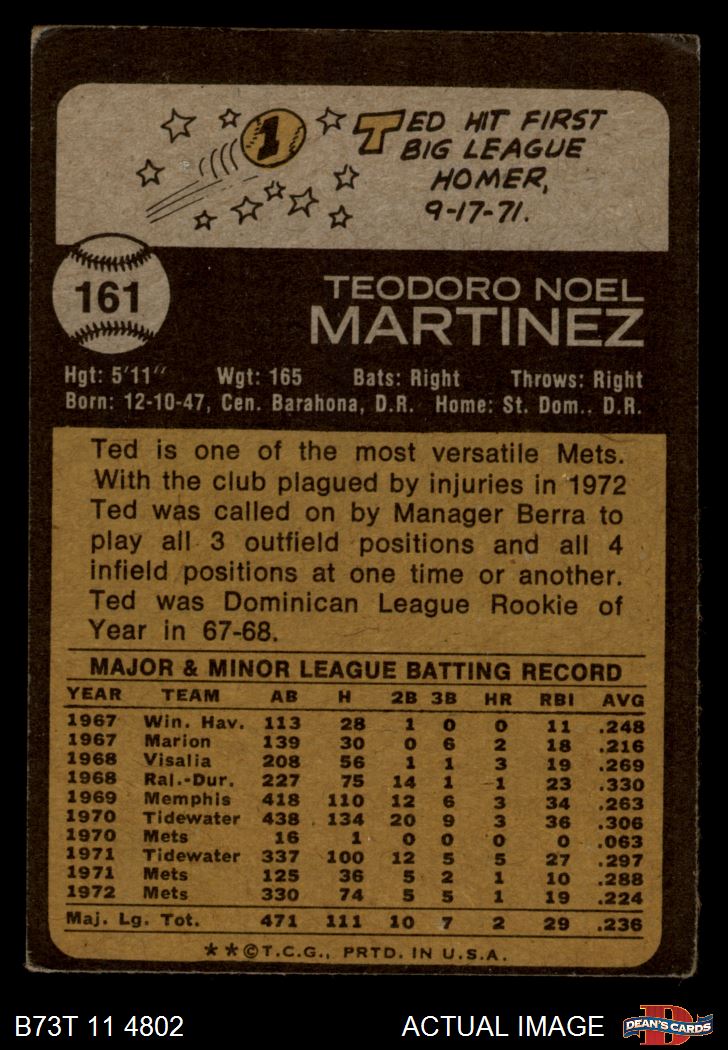 1
TED HIT FIRST
BIG LEAGUE
HOMER,
9-17-71.
161
TEODORO NOEL
MARTINEZ
Hgt: 5'11" Wgt: 165 Bats: Right Throws: Right
Born: 12-10-47, Cen. Barahona, D.R. Home: St. Dom.. D.R.
Ted is one of the most versatile Mets.
With the club plagued by injuries in 1972
Ted was called on by Manager Berra to
play all 3 outfield positions and all 4
infield positions at one time or another.
Ted was Dominican League Rookie of
Year in 67-68.
MAJOR & MINOR LEAGUE BATTING RECORD
YEAR TEAM AB H 2B 3B HR RBI AVG
1967 Win. Hav. 113 28 1 0 0 11 .248
1967 Marion 139 30 0 6 2 18 .216
1968 Visalia 208 56 1 1 3 19 .269
1968 Ral.-Dur. 227 75 14 1 1 23 .330
1969 Memphis 418 110 12 6 3 34 .263
1970 Tidewater 438 134 20 9 3 36 .306
1970 Mets 16 1 0 0 0 0 .063
1971 Tidewater 337 100 12 5 5 27 .297
1971 Mets 125 36 5 2 1 10 .288
1972 Mets 330 74 5 5 1 19 .224
Maj. Lg. Tot. 471 111 10 7 2 29 .236
**©T.C.G., PRTD. IN U.S.A.
B73T 11 4802 ACTUAL IMAGE
D
DEAN'S CARDS